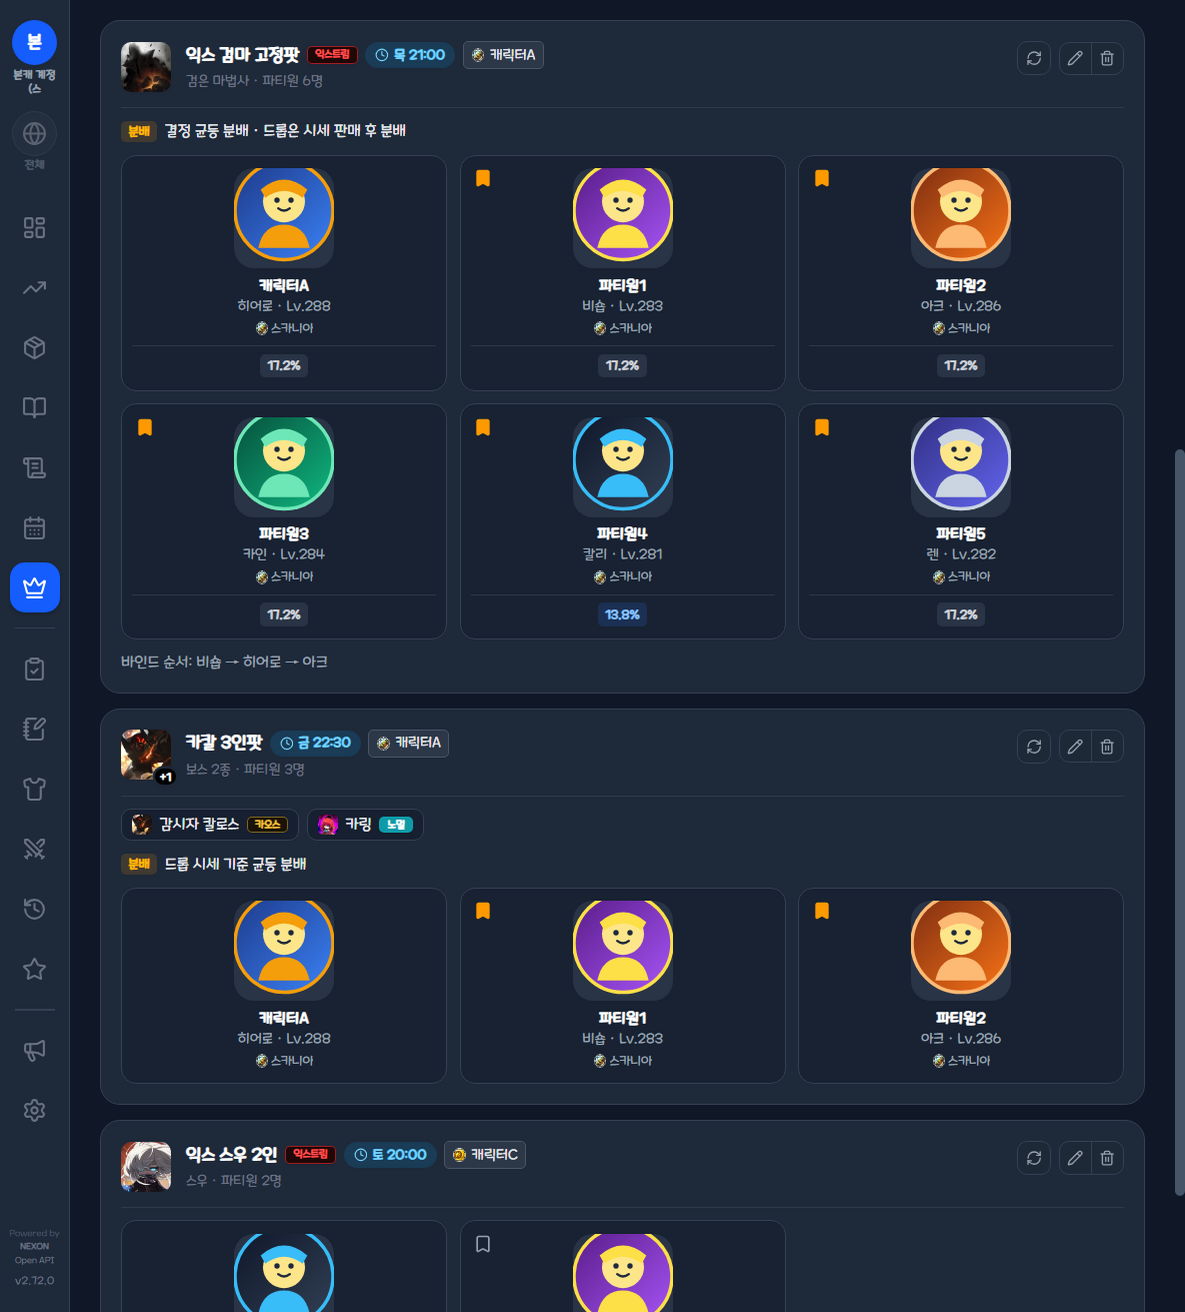 본
본캐 계정
(스
전체
Powered by
NEXON
Open API
v2.72.0
익스 검마 고정팟 익스트림 목 21:00 캐릭터A
검은 마법사 · 파티원 6명
분배 결정 균등 분배 · 드롭은 시세 판매 후 분배
캐릭터A
히어로 · Lv.288
스카니아
17.2%
파티원1
비숍 · Lv.283
스카니아
17.2%
파티원2
아크 · Lv.286
스카니아
17.2%
파티원3
카인 · Lv.284
스카니아
17.2%
파티원4
칼리 · Lv.281
스카니아
13.8%
파티원5
렌 · Lv.282
스카니아
17.2%
바인드 순서: 비숍 → 히어로 → 아크
+1
카칼 3인팟 금 22:30 캐릭터A
보스 2종 · 파티원 3명
감시자 칼로스 카오스 카링 노멀
분배 드롭 시세 기준 균등 분배
캐릭터A
히어로 · Lv.288
스카니아
파티원1
비숍 · Lv.283
스카니아
파티원2
아크 · Lv.286
스카니아
익스 스우 2인 익스트림 토 20:00 캐릭터C
스우 · 파티원 2명